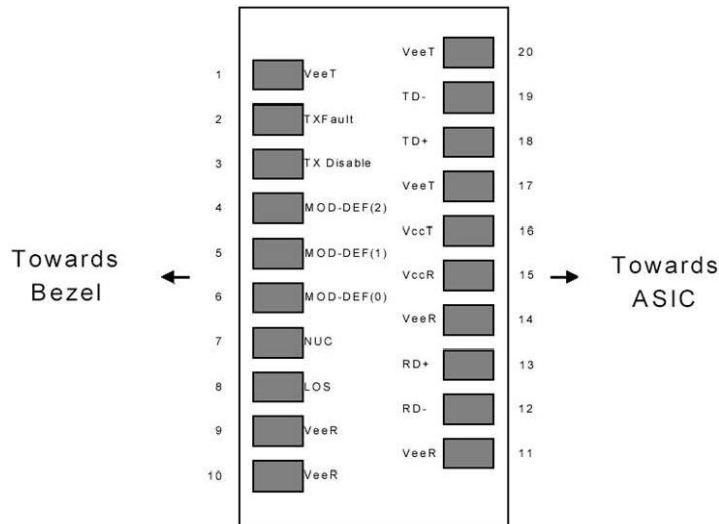 VeeT 20
1 VeeT
TD- 19
2 TXFault
TD+ 18
3 TX Disable
VeeT 17
4 MOD-DEF(2)
VccT 16
5 MOD-DEF(1)
Towards
Bezel
VccR 15
Towards
ASIC
6 MOD-DEF(0)
VeeR 14
7 NUC
RD+ 13
8 LOS
RD- 12
9 VeeR
VeeR 11
10 VeeR